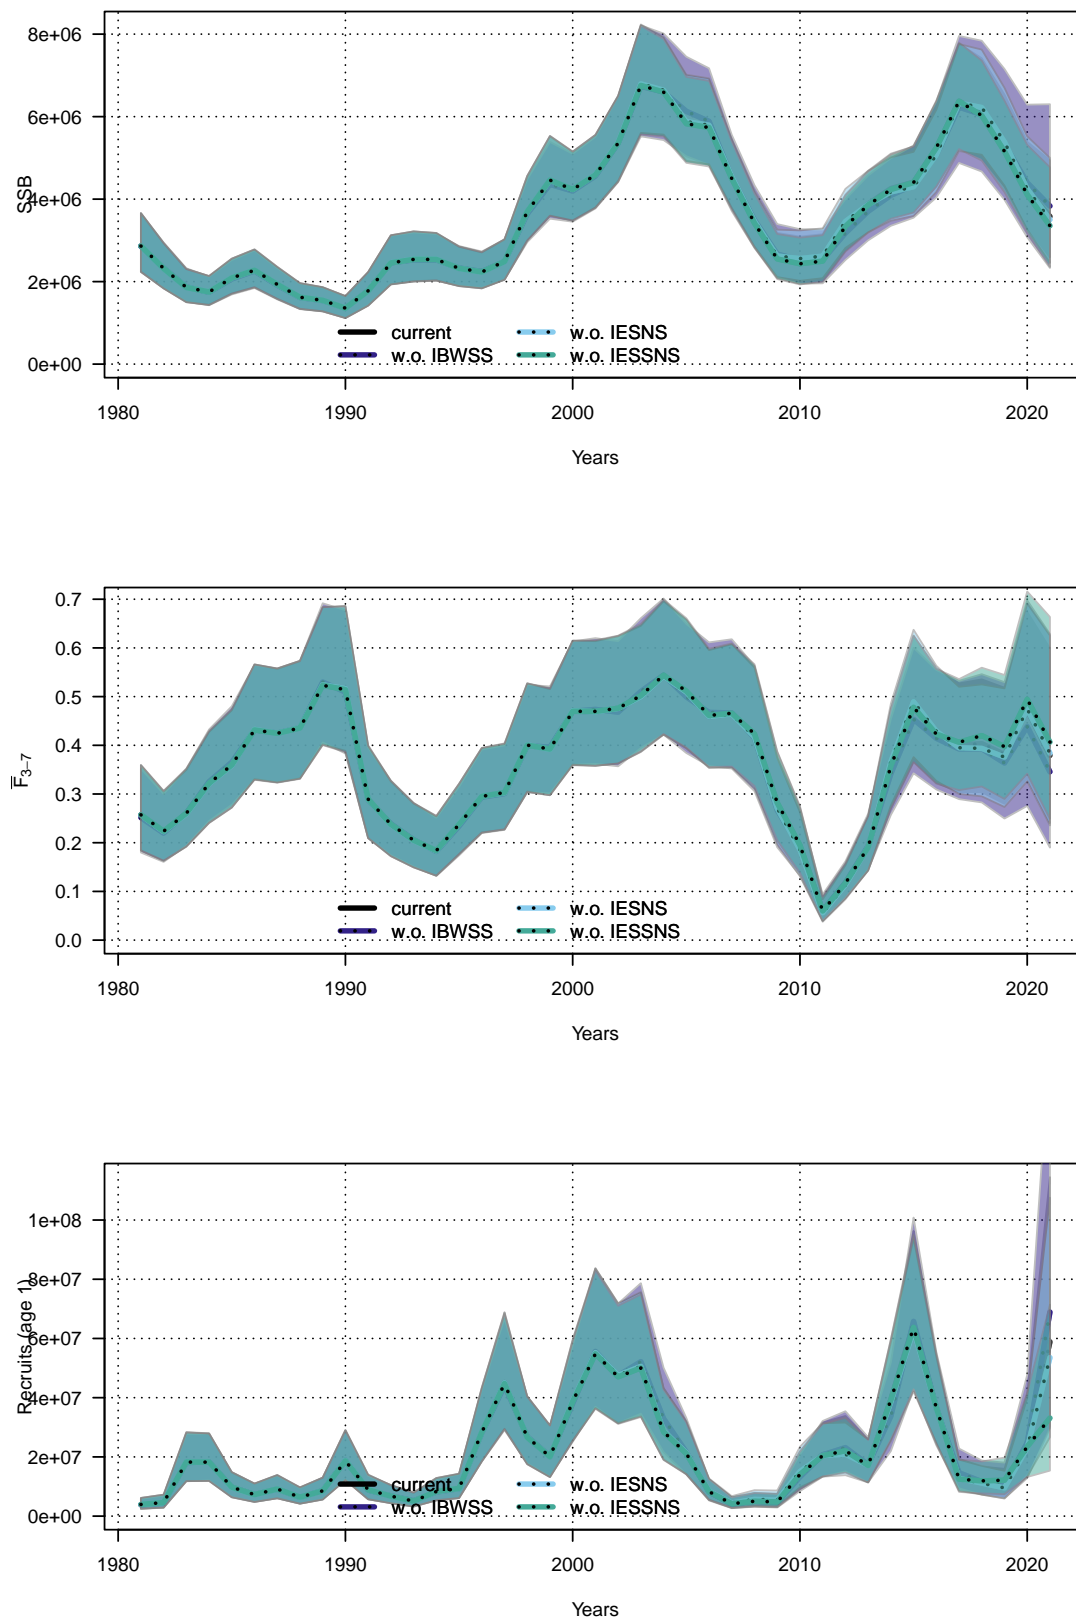 8e+06
6e+06
4e+06
2e+06
0e+00
SSB
current
w.o. IBWSS
w.o. IESNS
w.o. IESSNS
1980 1990 2000 2010 2020
Years
0.7
0.6
0.5
0.4
0.3
0.2
0.1
0.0
F̅3−7
current
w.o. IBWSS
w.o. IESNS
w.o. IESSNS
1980 1990 2000 2010 2020
Years
1e+08
8e+07
6e+07
4e+07
2e+07
0e+00
Recruits (age 1)
current
w.o. IBWSS
w.o. IESNS
w.o. IESSNS
1980 1990 2000 2010 2020
Years